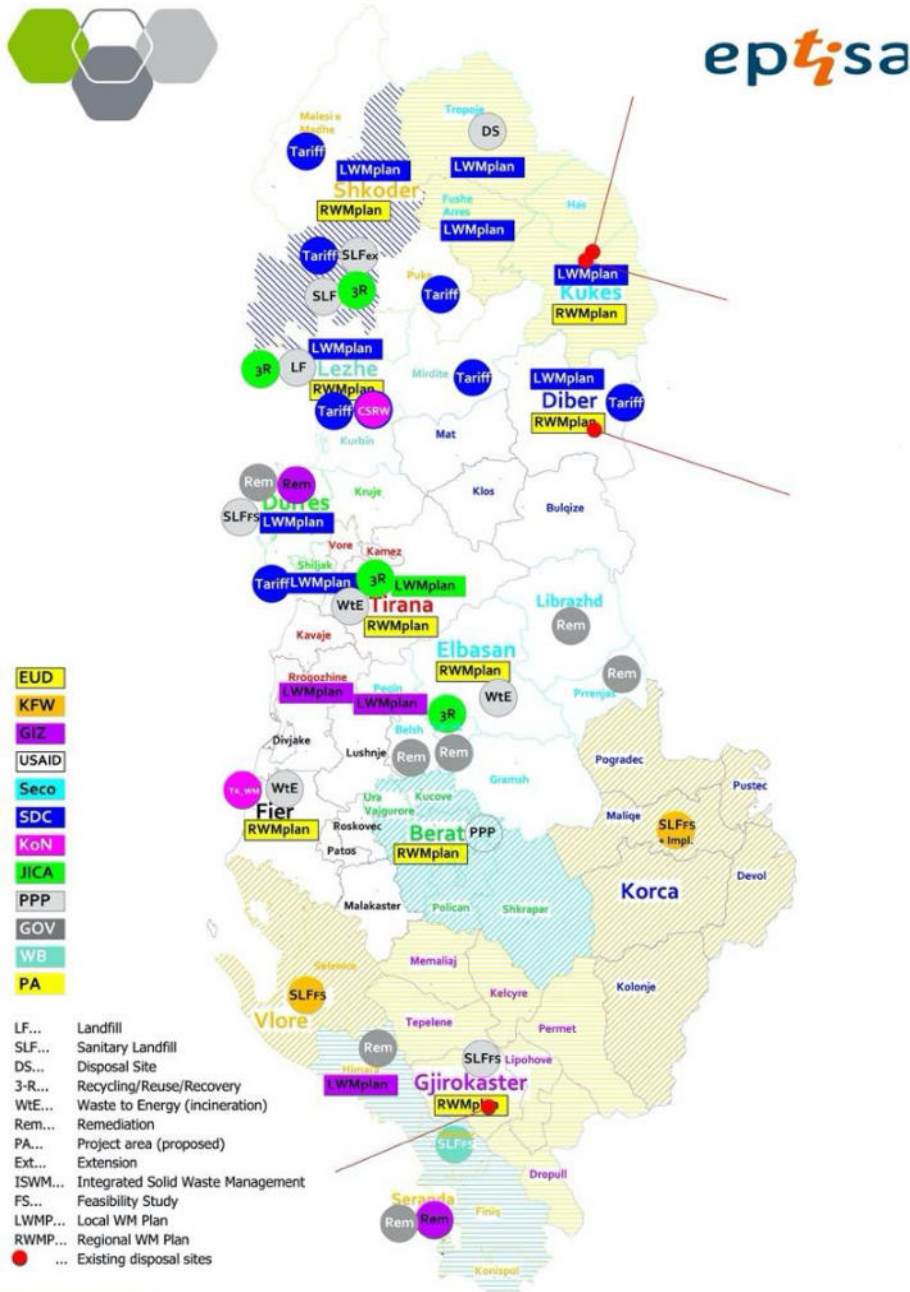 eptisa
Tropoje
DS
Malesi e
Madhe
Tariff
LWMplan
LWMplan
Shkoder
RWMplan
Fushe
Arres
LWMplan
Has
Tariff
SLFex
LWMplan
Puke
Tariff
Kukes
SLF
3R
RWMplan
LWMplan
3R
LF
Lezhe
Mirdite
Tariff
LWMplan
RWMplan
Diber
Tariff
Tariff
CSRW
RWMplan
Kurbin
Mat
Rem
Rem
Kruje
Klos
Durres
Bulqize
SLFFS
LWMplan
Vore
Kamez
Shiljak
Tariff
LWMplan
3R
LWMplan
WtE
Tirana
Librazhd
RWMplan
Rem
Kavaje
Elbasan
RWMplan
Rem
Rrogozhine
Peqin
Prrenjas
LWMplan
LWMplan
WtE
3R
Belsh
Divjake
Lushnje
Rem
Rem
Pogradec
Gramsh
Pustec
TA_WM
WtE
Ura
Vajgurore
Kucove
Maliqe
SLFFS
+ Impl.
Fier
RWMplan
Roskovec
Berat
PPP
Patos
RWMplan
Devol
Korca
Malakaster
Polican
Shkrapar
Memaliaj
Selenice
Kolonje
SLFFS
Kelcyre
Vlore
Tepelene
Permet
Rem
SLFFS
Lipohove
Himare
LWMplan
Gjirokaster
RWMplan
SLFFS
Dropull
Seranda
Rem
Rem
Finiq
Konispol
EUD
KFW
GIZ
USAID
Seco
SDC
KoN
JICA
PPP
GOV
WB
PA
LF... Landfill
SLF... Sanitary Landfill
DS... Disposal Site
3-R... Recycling/Reuse/Recovery
WtE... Waste to Energy (incineration)
Rem... Remediation
PA... Project area (proposed)
Ext... Extension
ISWM... Integrated Solid Waste Management
FS... Feasibility Study
LWMP... Local WM Plan
RWMP... Regional WM Plan
... Existing disposal sites